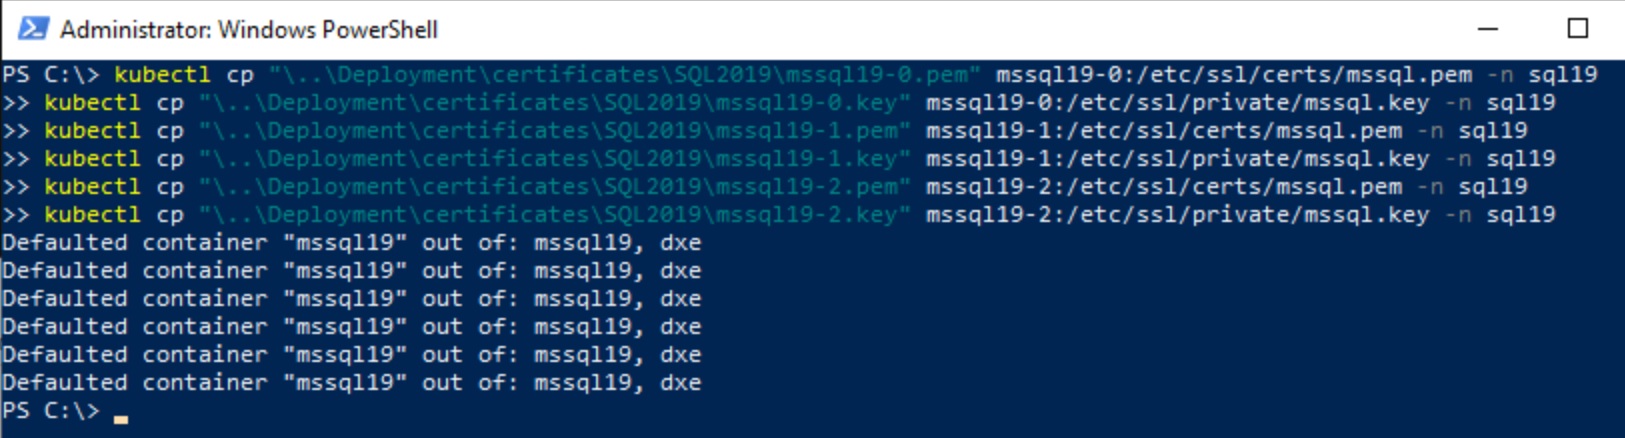 Administrator: Windows PowerShell
PS C:\> kubectl cp "\..\Deployment\certificates\SQL2019\mssql19-0.pem" mssql19-0:/etc/ssl/certs/mssql.pem -n sql19
>> kubectl cp "\..\Deployment\certificates\SQL2019\mssql19-0.key" mssql19-0:/etc/ssl/private/mssql.key -n sql19
>> kubectl cp "\..\Deployment\certificates\SQL2019\mssql19-1.pem" mssql19-1:/etc/ssl/certs/mssql.pem -n sql19
>> kubectl cp "\..\Deployment\certificates\SQL2019\mssql19-1.key" mssql19-1:/etc/ssl/private/mssql.key -n sql19
>> kubectl cp "\..\Deployment\certificates\SQL2019\mssql19-2.pem" mssql19-2:/etc/ssl/certs/mssql.pem -n sql19
>> kubectl cp "\..\Deployment\certificates\SQL2019\mssql19-2.key" mssql19-2:/etc/ssl/private/mssql.key -n sql19
Defaulted container "mssql19" out of: mssql19, dxe
Defaulted container "mssql19" out of: mssql19, dxe
Defaulted container "mssql19" out of: mssql19, dxe
Defaulted container "mssql19" out of: mssql19, dxe
Defaulted container "mssql19" out of: mssql19, dxe
Defaulted container "mssql19" out of: mssql19, dxe
PS C:\>